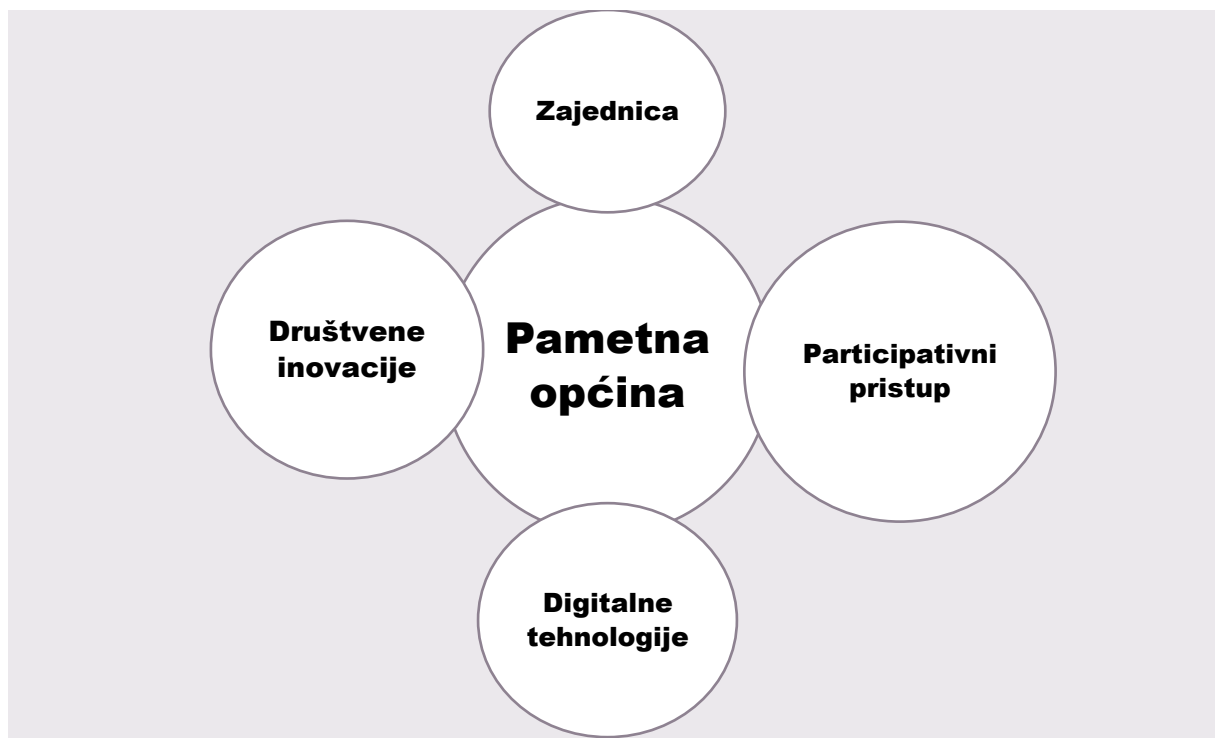 Zajednica
Društvene
inovacije
Pametna
općina
Participativni
pristup
Digitalne
tehnologije